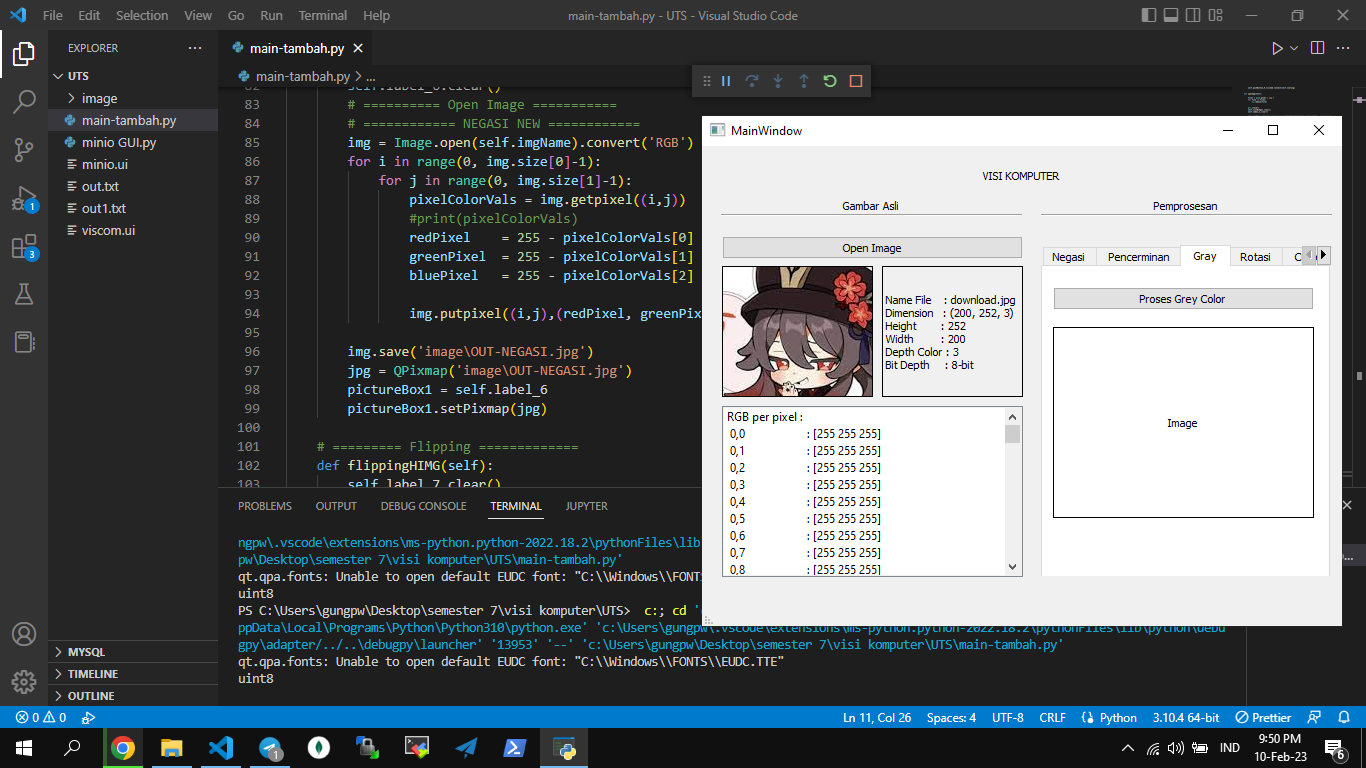 File Edit Selection View Go Run Terminal Help
main-tambah.py - UTS - Visual Studio Code
EXPLORER
UTS
image
main-tambah.py
minio GUI.py
minio.ui
out.txt
out1.txt
viscom.ui
MYSQL
TIMELINE
OUTLINE
1
3
main-tambah.py
main-tambah.py > ...
82 self.label_6.clear()
83 # ========== Open Image ===========
84 # ============ NEGASI NEW ============
85 img = Image.open(self.imgName).convert('RGB')
86 for i in range(0, img.size[0]-1):
87 for j in range(0, img.size[1]-1):
88 pixelColorVals = img.getpixel((i,j))
89 #print(pixelColorVals)
90 redPixel    = 255 - pixelColorVals[0]
91 greenPixel  = 255 - pixelColorVals[1]
92 bluePixel   = 255 - pixelColorVals[2]
93
94 img.putpixel((i,j),(redPixel, greenPix
95
96 img.save('image\OUT-NEGASI.jpg')
97 jpg = QPixmap('image\OUT-NEGASI.jpg')
98 pictureBox1 = self.label_6
99 pictureBox1.setPixmap(jpg)
100
101 # ========= Flipping =============
102 def flippingHIMG(self):
103 self.label_7.clear()
PROBLEMS OUTPUT DEBUG CONSOLE TERMINAL JUPYTER
ngpw\.vscode\extensions\ms-python.python-2022.18.2\pythonFiles\lib
pw\Desktop\semester 7\visi komputer\UTS\main-tambah.py'
qt.qpa.fonts: Unable to open default EUDC font: "C:\\Windows\\FONTS
uint8
PS C:\Users\gungpw\Desktop\semester 7\visi komputer\UTS>  c:; cd '
ppData\Local\Programs\Python\Python310\python.exe' 'c:\Users\gungpw\.vscode\extensions\ms-python.python-2022.18.2\pythonFiles\lib\python\debu
gpy\adapter/../..\debugpy\launcher' '13953' '--' 'c:\Users\gungpw\Desktop\semester 7\visi komputer\UTS\main-tambah.py'
qt.qpa.fonts: Unable to open default EUDC font: "C:\\Windows\\FONTS\\EUDC.TTE"
uint8
MainWindow
VISI KOMPUTER
Gambar Asli
Open Image
Name File : download.jpg
Dimension : (200, 252, 3)
Height : 252
Width : 200
Depth Color : 3
Bit Depth : 8-bit
RGB per pixel :
0,0 : [255 255 255]
0,1 : [255 255 255]
0,2 : [255 255 255]
0,3 : [255 255 255]
0,4 : [255 255 255]
0,5 : [255 255 255]
0,6 : [255 255 255]
0,7 : [255 255 255]
0,8 : [255 255 255]
Pemprosesan
Negasi Pencerminan Gray Rotasi
Proses Grey Color
Image
0 0
Ln 11, Col 26 Spaces: 4 UTF-8 CRLF Python 3.10.4 64-bit Prettier
1
IND
9:50 PM
10-Feb-23
6